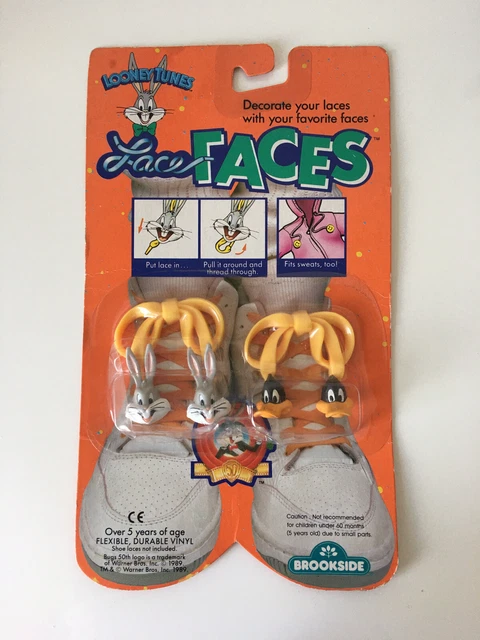 LOONEY TUNES
Decorate your laces
with your favorite faces
Lace FACES™
Put lace in . . .
Pull it around and
thread through.
Fits sweats, too!
50
™
CE
Over 5 years of age
FLEXIBLE, DURABLE VINYL
Shoe laces not included.
Bugs 50th logo is a trademark
of Warner Bros. Inc. © 1989
TM & © Warner Bros. Inc. 1989.
Caution: Not recommended
for children under 60 months
(5 years old) due to small parts.
BROOKSIDE